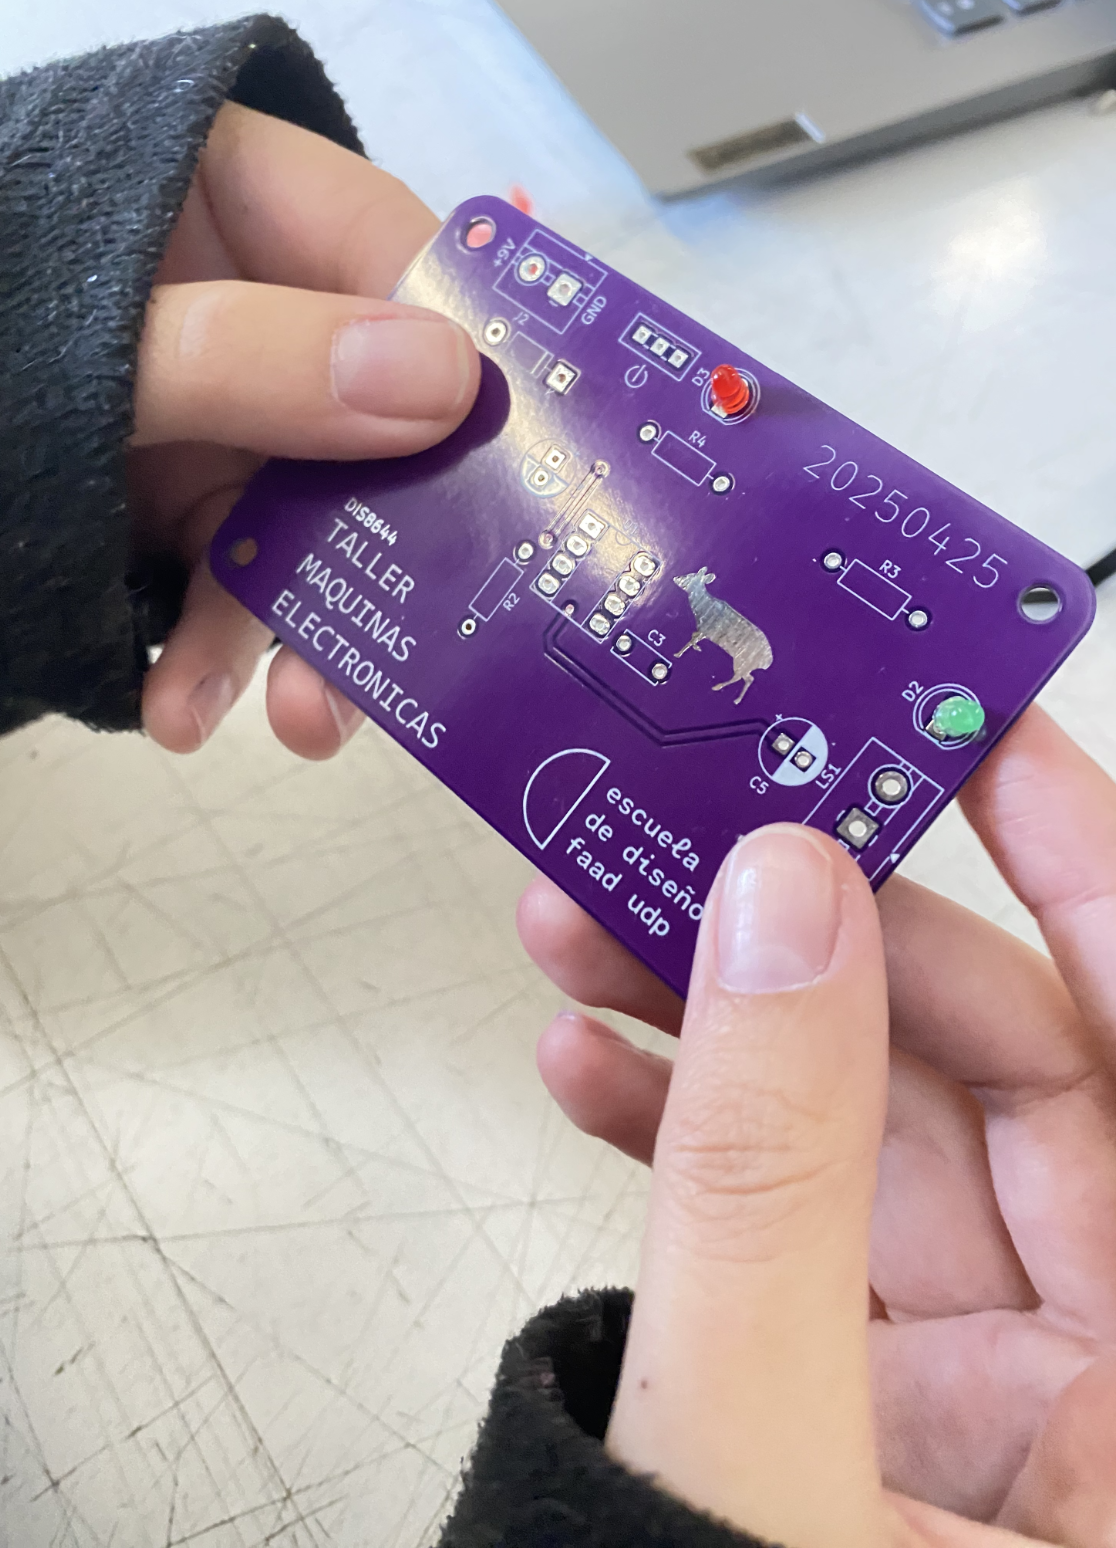 +9V
GND
J2
D3
R4
20250425
R3
R2
C3
D2
C5
LS1
DIS8644
TALLER
MAQUINAS
ELECTRONICAS
escuela
de diseño
faad udp